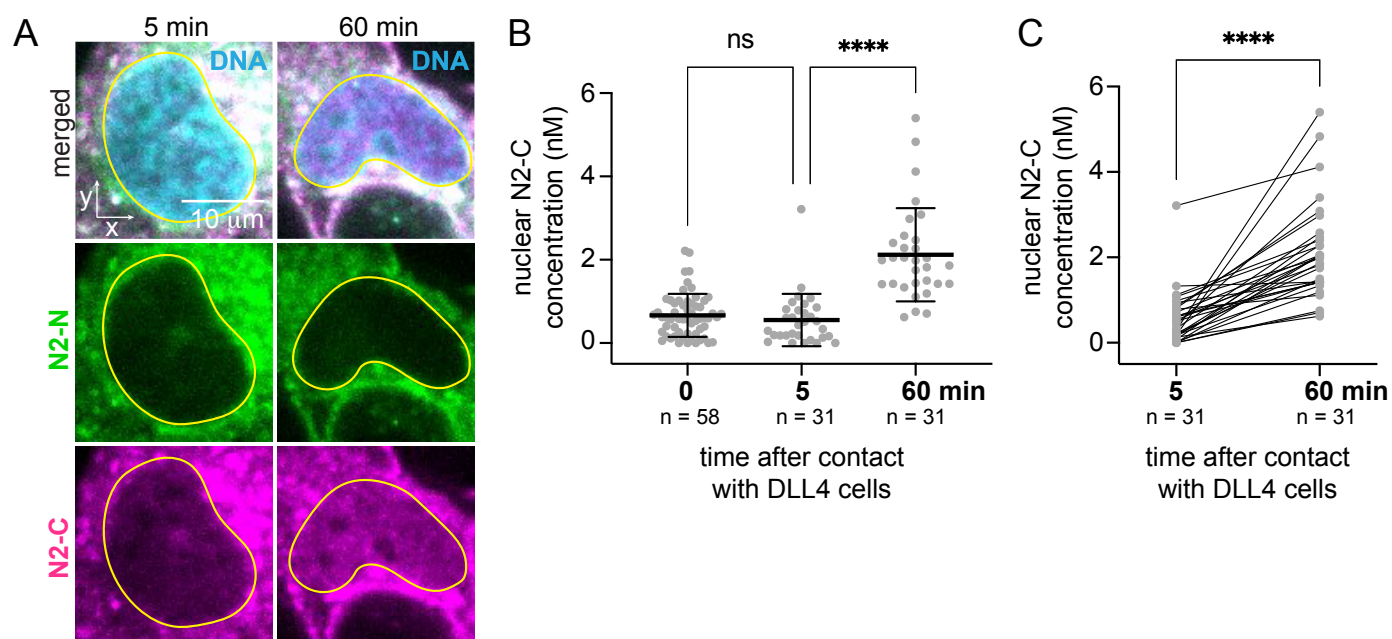 A
5 min
60 min
merged
DNA
DNA
y
x
10 μm
N2-N
N2-C
B
ns
****
nuclear N2-C
concentration (nM)
6
4
2
0
0
5
60 min
n = 58
n = 31
n = 31
time after contact
with DLL4 cells
C
****
nuclear N2-C
concentration (nM)
6
4
2
0
5
60 min
n = 31
n = 31
time after contact
with DLL4 cells